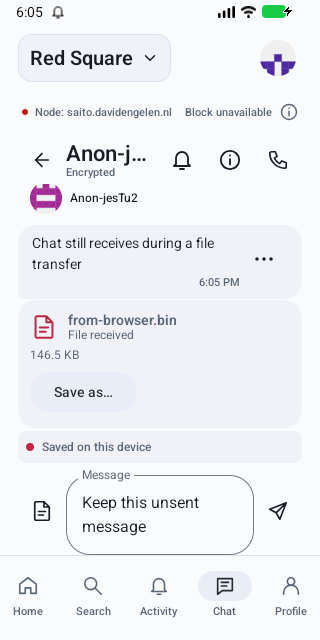 6:05
Red Square
Node: saito.davidengelen.nl Block unavailable
Anon-j...
Encrypted
Anon-jesTu2
Chat still receives during a file
transfer
6:05 PM
from-browser.bin
File received
146.5 KB
Save as...
Saved on this device
Message
Keep this unsent
message
Home Search Activity Chat Profile